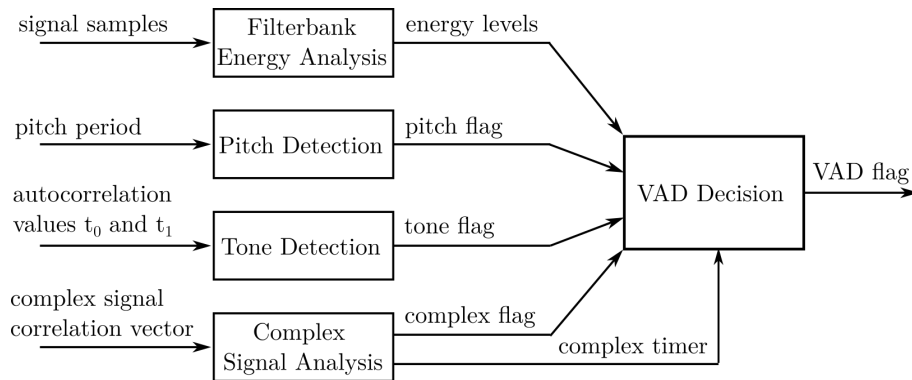 signal samples
Filterbank
Energy Analysis
energy levels
pitch period
Pitch Detection
pitch flag
autocorrelation
values t₀ and t₁
Tone Detection
tone flag
complex signal
correlation vector
Complex
Signal Analysis
complex flag
complex timer
VAD Decision
VAD flag